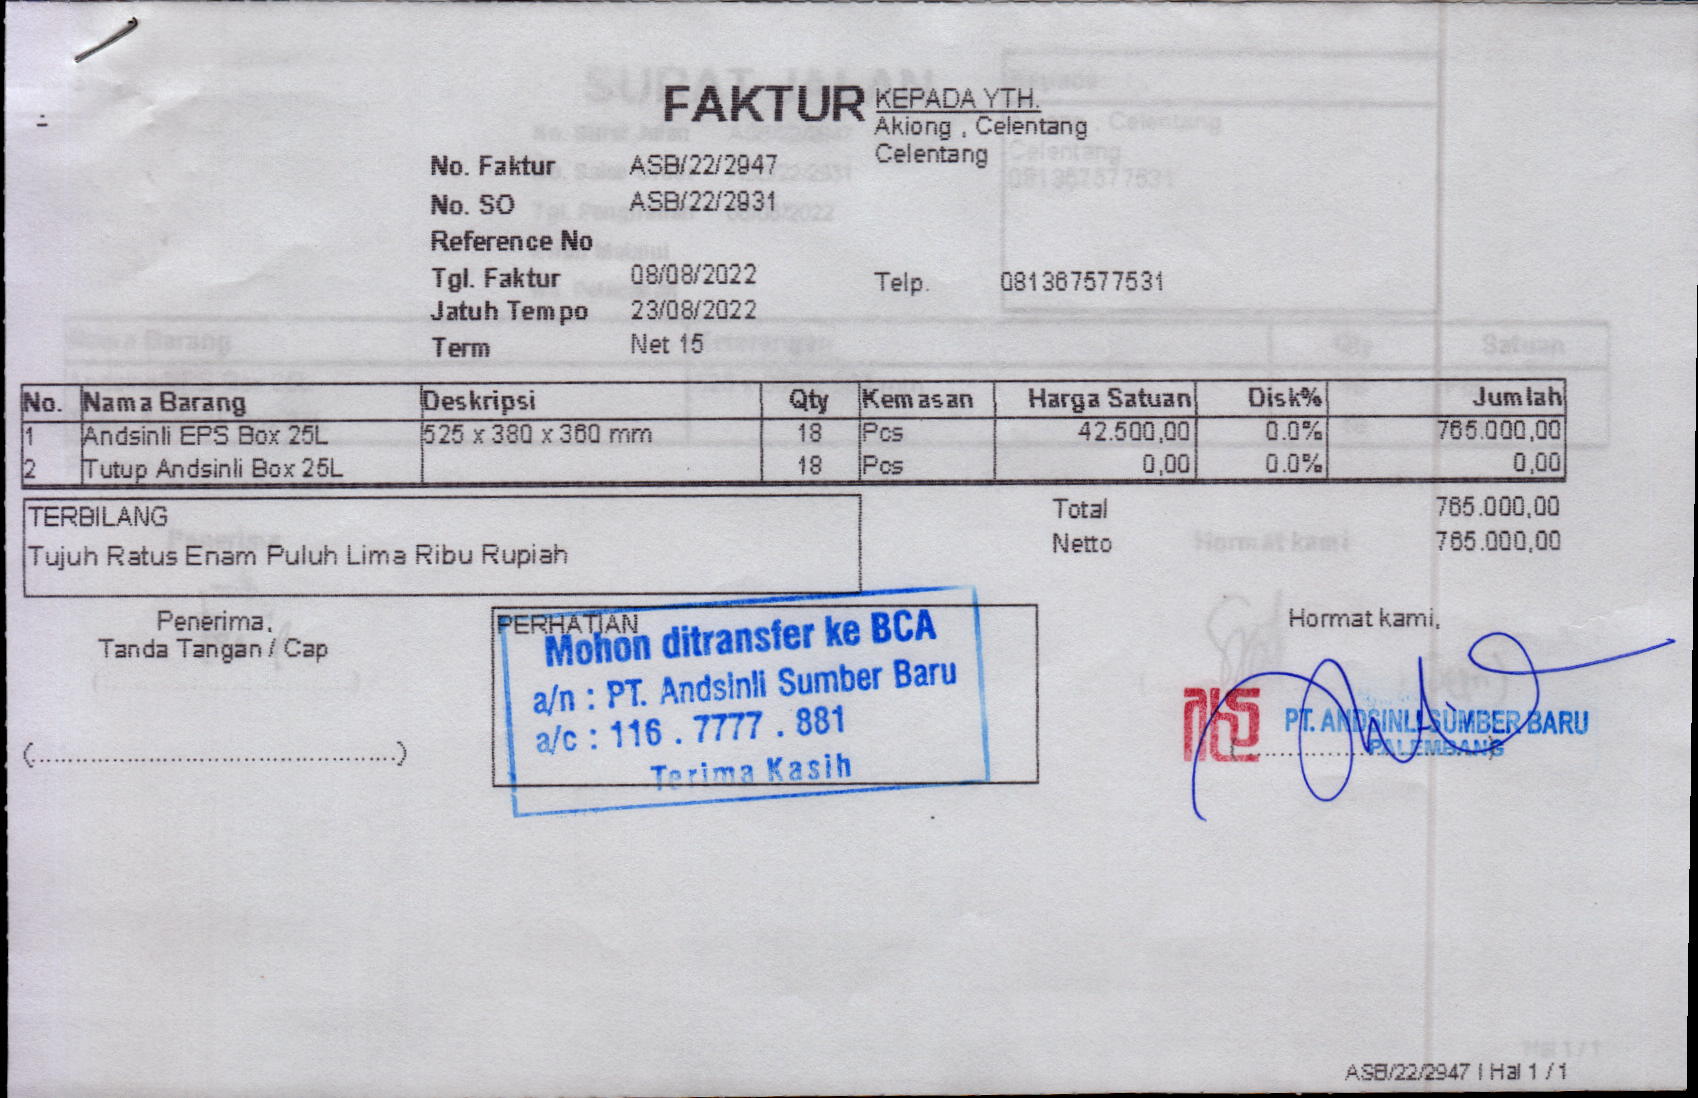 FAKTUR
KEPADA YTH.
Akiong , Celentang
Celentang
No. Faktur ASB/22/2947
No. SO ASB/22/2931
Reference No
Tgl. Faktur 08/08/2022
Telp. 081367577531
Jatuh Tempo 23/08/2022
Term Net 15
No. Nama Barang Deskripsi Qty Kemasan Harga Satuan Disk% Jumlah
1 Andsinli EPS Box 25L 525 x 380 x 360 mm 18 Pcs 42.500,00 0.0% 765.000,00
2 Tutup Andsinli Box 25L 18 Pcs 0,00 0.0% 0,00
TERBILANG
Tujuh Ratus Enam Puluh Lima Ribu Rupiah
Total 765.000,00
Netto 765.000,00
Penerima,
Tanda Tangan / Cap
(..................................................)
PERHATIAN
Mohon ditransfer ke BCA
a/n : PT. Andsinli Sumber Baru
a/c : 116 . 7777 . 881
Terima Kasih
Hormat kami,
PT. ANDSINLI SUMBER BARU
PALEMBANG
ASB/22/2947 | Hal 1 / 1